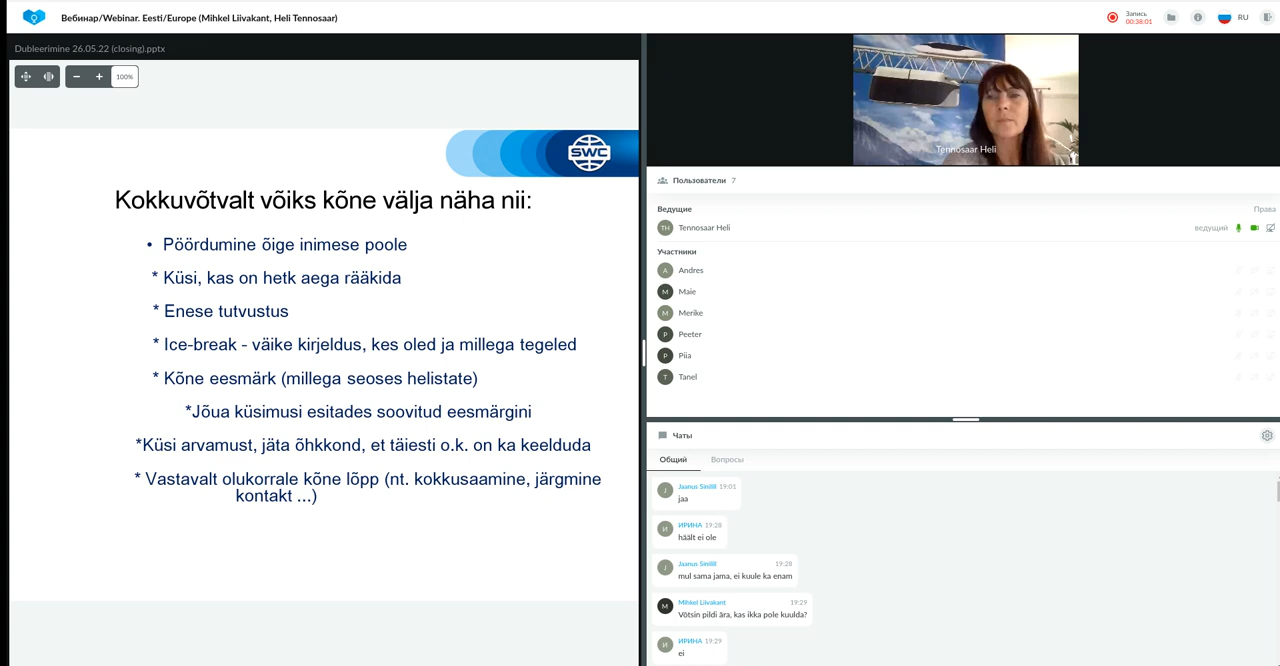 Вебинар/Webinar. Eesti/Europe (Mihkel Liivakant, Heli Tennosaar)
Запись
00:38:01
RU
Dubleerimine 26.05.22 (closing).pptx
100%
SWC
Kokkuvõtvalt võiks kõne välja näha nii:
• Pöördumine õige inimese poole
* Küsi, kas on hetk aega rääkida
* Enese tutvustus
* Ice-break - väike kirjeldus, kes oled ja millega tegeled
* Kõne eesmärk (millega seoses helistate)
*Jõua küsimusi esitades soovitud eesmärgini
*Küsi arvamust, jäta õhkkond, et täiesti o.k. on ka keelduda
* Vastavalt olukorrale kõne lõpp (nt. kokkusaamine, järgmine
kontakt ...)
Tennosaar Heli
Пользователи 7
Ведущие Права
TH Tennosaar Heli ведущий
Участники
A Andres
M Maie
M Merike
P Peeter
P Piia
T Tanel
Чаты
Общий Вопросы
J Jaanus Sinilill 19:01
jaa
И ИРИНА 19:28
häält ei ole
J Jaanus Sinilill 19:28
mul sama jama, ei kuule ka enam
M Mihkel Liivakant 19:29
Võtsin pildi ära, kas ikka pole kuulda?
И ИРИНА 19:29
ei